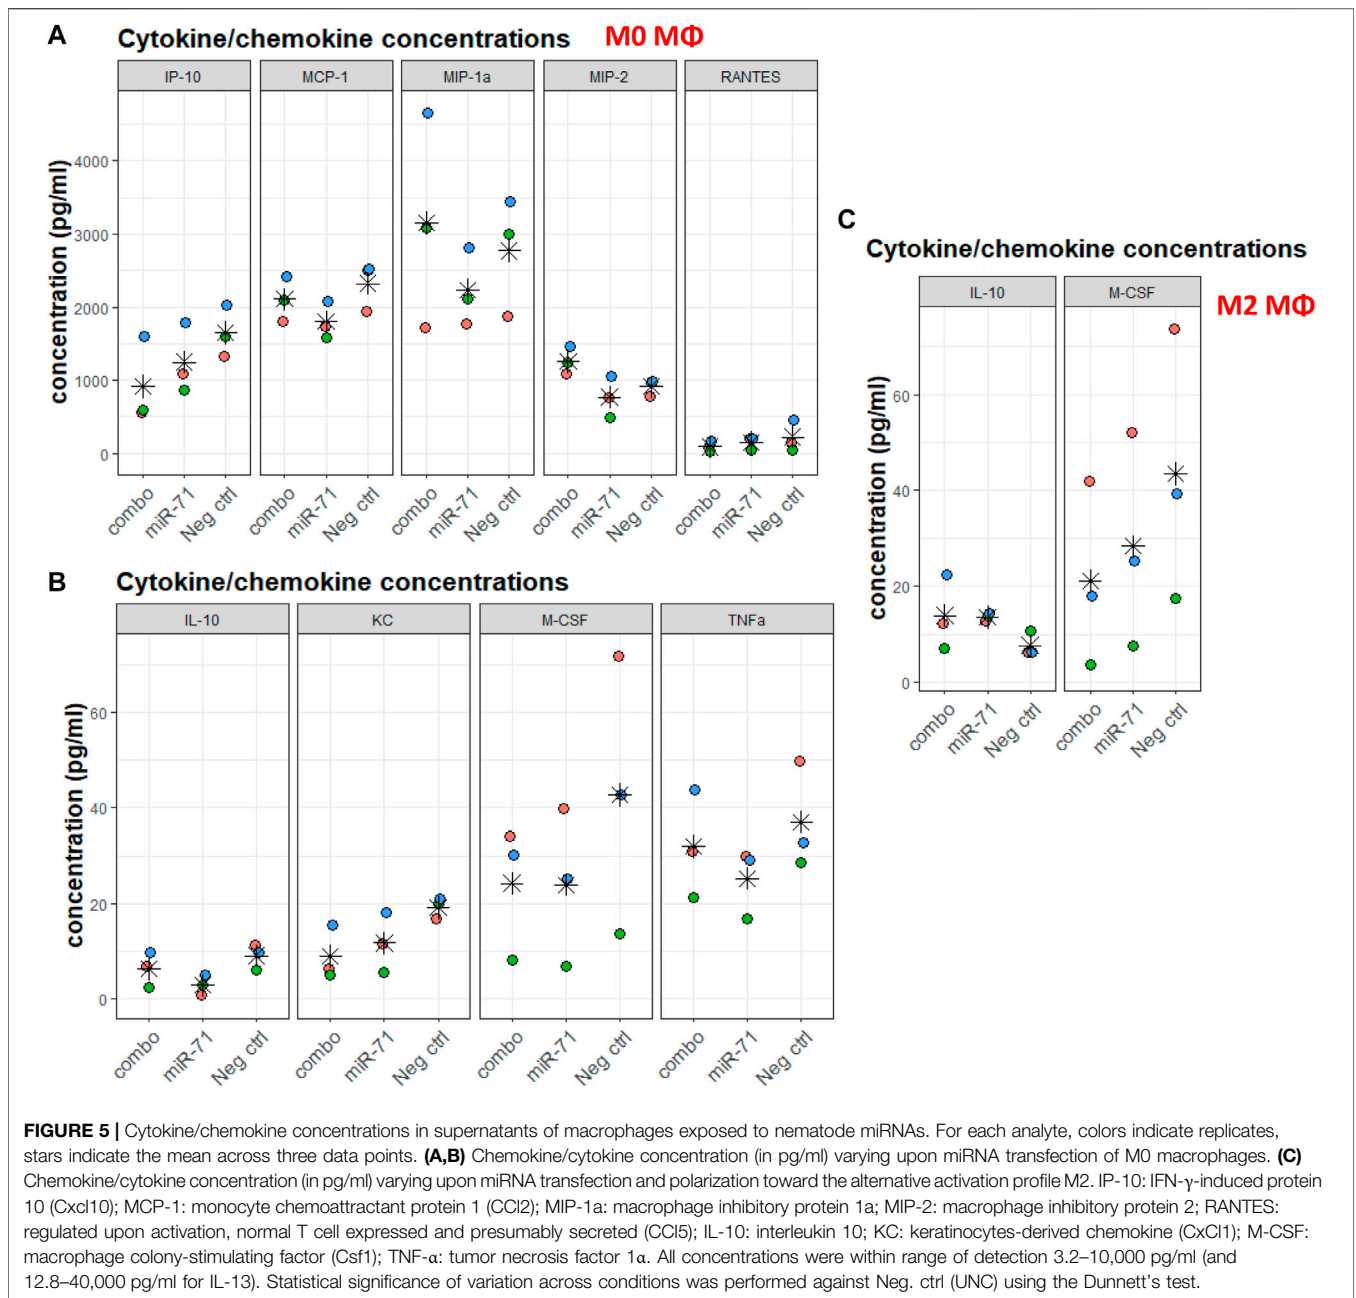 A
Cytokine/chemokine concentrations M0 MΦ
IP-10 MCP-1 MIP-1a MIP-2 RANTES
concentration (pg/ml)
4000
3000
2000
1000
0
combo miR-71 Neg ctrl combo miR-71 Neg ctrl combo miR-71 Neg ctrl combo miR-71 Neg ctrl combo miR-71 Neg ctrl
C
Cytokine/chemokine concentrations
IL-10 M-CSF
M2 MΦ
concentration (pg/ml)
60
40
20
0
combo miR-71 Neg ctrl combo miR-71 Neg ctrl
B
Cytokine/chemokine concentrations
IL-10 KC M-CSF TNFa
concentration (pg/ml)
60
40
20
0
combo miR-71 Neg ctrl combo miR-71 Neg ctrl combo miR-71 Neg ctrl combo miR-71 Neg ctrl
FIGURE 5 | Cytokine/chemokine concentrations in supernatants of macrophages exposed to nematode miRNAs. For each analyte, colors indicate replicates,
stars indicate the mean across three data points. (A,B) Chemokine/cytokine concentration (in pg/ml) varying upon miRNA transfection of M0 macrophages. (C)
Chemokine/cytokine concentration (in pg/ml) varying upon miRNA transfection and polarization toward the alternative activation profile M2. IP-10: IFN-γ-induced protein
10 (Cxcl10); MCP-1: monocyte chemoattractant protein 1 (CCl2); MIP-1a: macrophage inhibitory protein 1a; MIP-2: macrophage inhibitory protein 2; RANTES:
regulated upon activation, normal T cell expressed and presumably secreted (CCl5); IL-10: interleukin 10; KC: keratinocytes-derived chemokine (CxCl1); M-CSF:
macrophage colony-stimulating factor (Csf1); TNF-α: tumor necrosis factor 1α. All concentrations were within range of detection 3.2–10,000 pg/ml (and
12.8–40,000 pg/ml for IL-13). Statistical significance of variation across conditions was performed against Neg. ctrl (UNC) using the Dunnett's test.